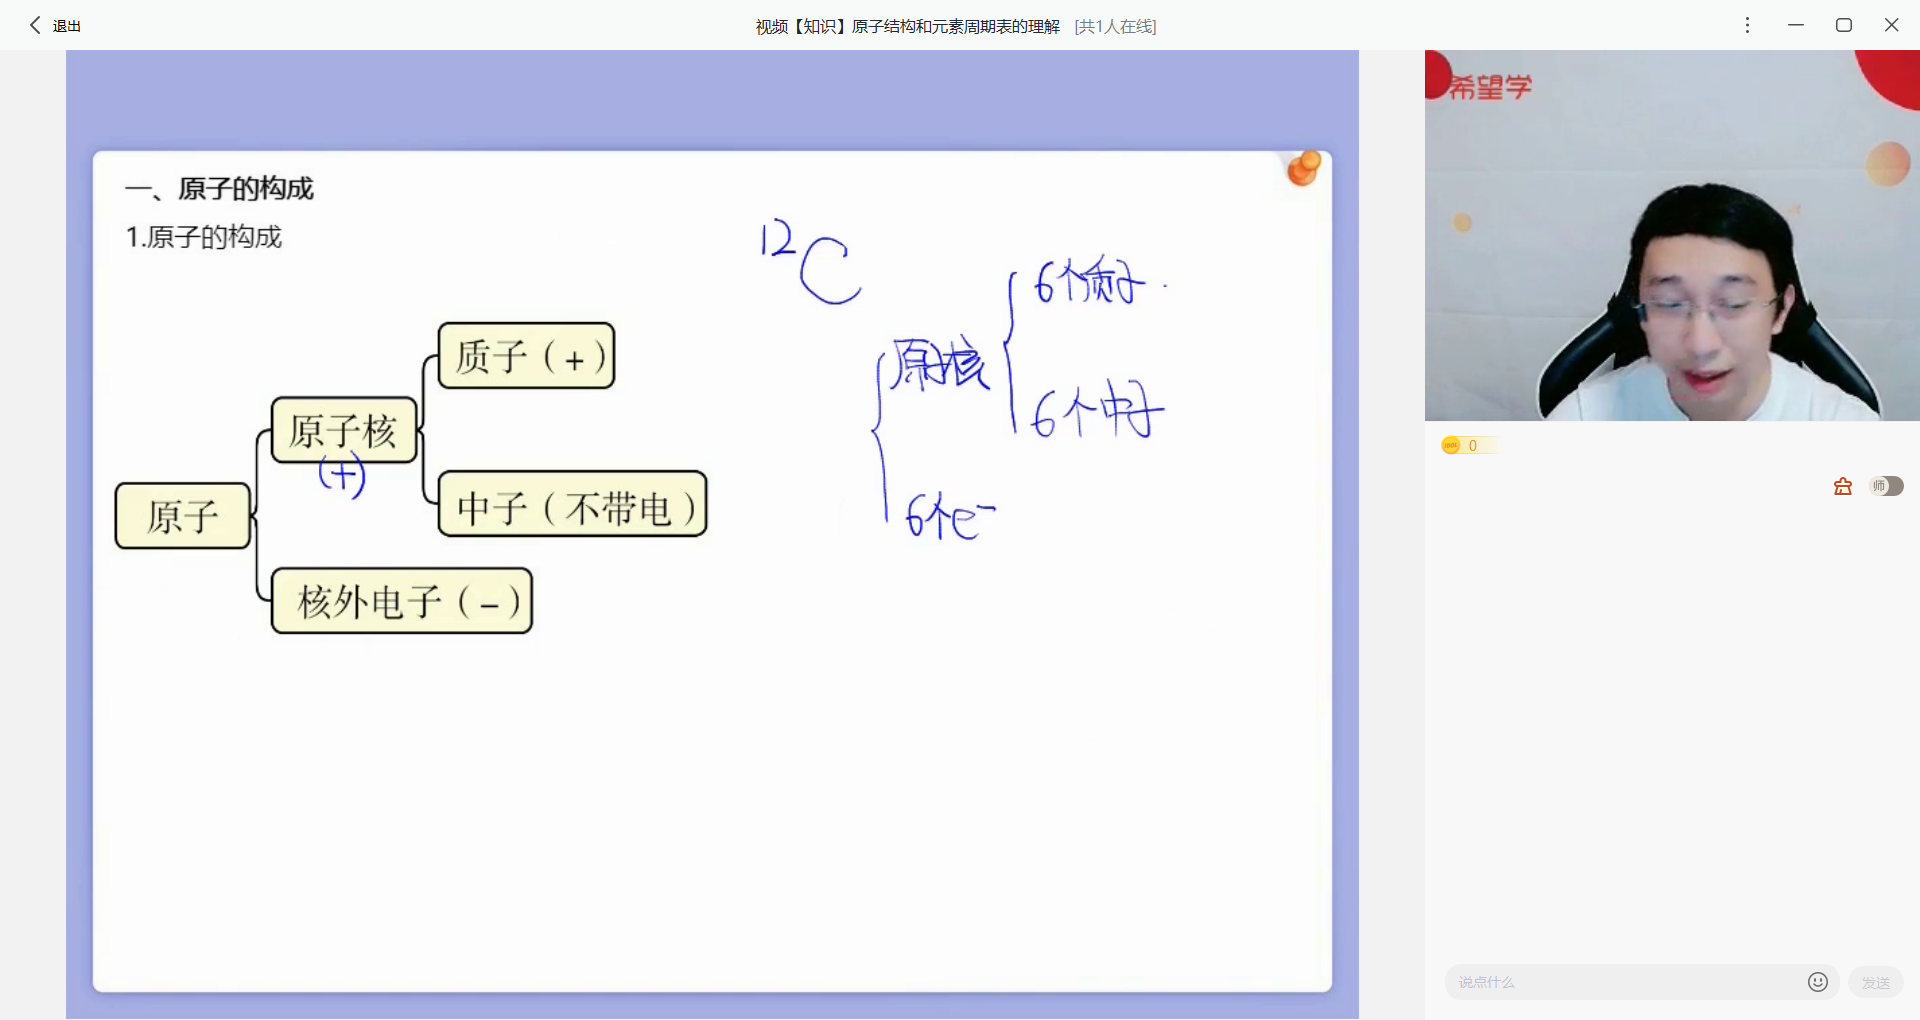 退出
视频【知识】原子结构和元素周期表的理解 [共1人在线]
希望学
一、原子的构成
1.原子的构成
12
C
质子（+）
原子核
(+)
中子（不带电）
原子
核外电子（-）
6个质子
原子核
6个中子
6个e⁻
0
师
说点什么
发送